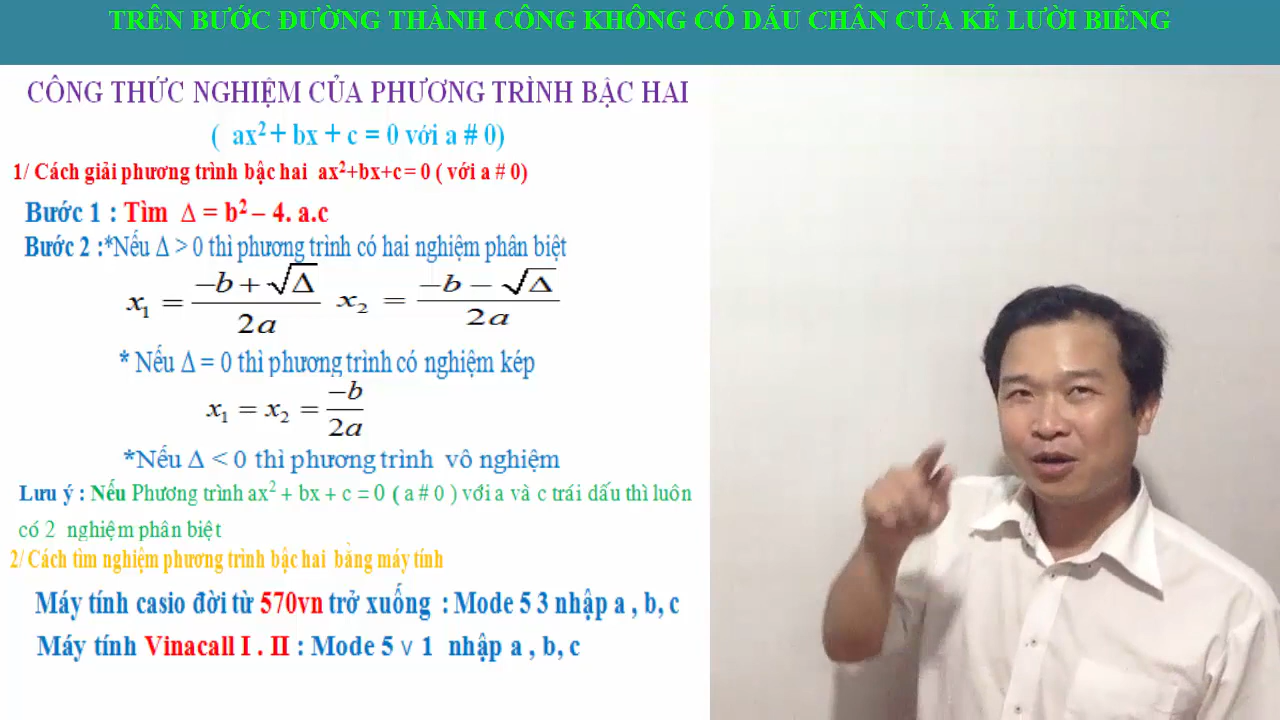 TRÊN BƯỚC ĐƯỜNG THÀNH CÔNG KHÔNG CÓ DẤU CHÂN CỦA KẺ LƯỜI BIẾNG
CÔNG THỨC NGHIỆM CỦA PHƯƠNG TRÌNH BẬC HAI
( ax² + bx + c = 0 với a # 0)
1/ Cách giải phương trình bậc hai ax²+bx+c = 0 ( với a # 0)
Bước 1 : Tìm Δ = b² – 4. a.c
Bước 2 :*Nếu Δ > 0 thì phương trình có hai nghiệm phân biệt
x₁ = (−b + √Δ)/2a x₂ = (−b − √Δ)/2a
* Nếu Δ = 0 thì phương trình có nghiệm kép
x₁ = x₂ = −b/2a
*Nếu Δ < 0 thì phương trình vô nghiệm
Lưu ý : Nếu Phương trình ax² + bx + c = 0 ( a # 0 ) với a và c trái dấu thì luôn
có 2 nghiệm phân biệt
2/ Cách tìm nghiệm phương trình bậc hai bằng máy tính
Máy tính casio đời từ 570vn trở xuống : Mode 5 3 nhập a , b, c
Máy tính Vinacall I . II : Mode 5 v 1 nhập a , b, c